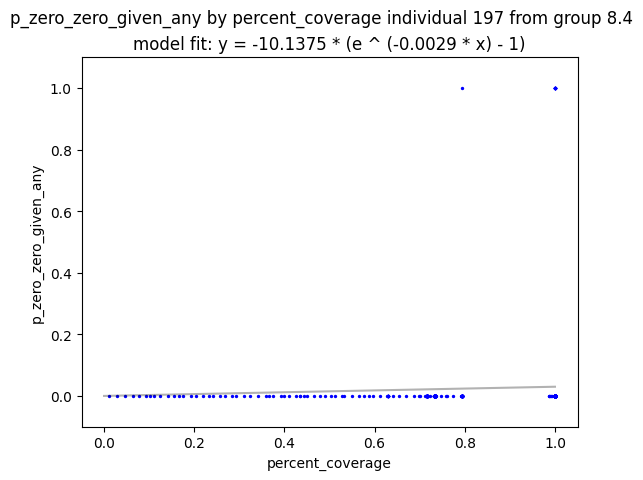 p_zero_zero_given_any by percent_coverage individual 197 from group 8.4
model fit: y = -10.1375 * (e ^ (-0.0029 * x) - 1)
1.0
0.8
0.6
0.4
0.2
0.0
p_zero_zero_given_any
0.0 0.2 0.4 0.6 0.8 1.0
percent_coverage